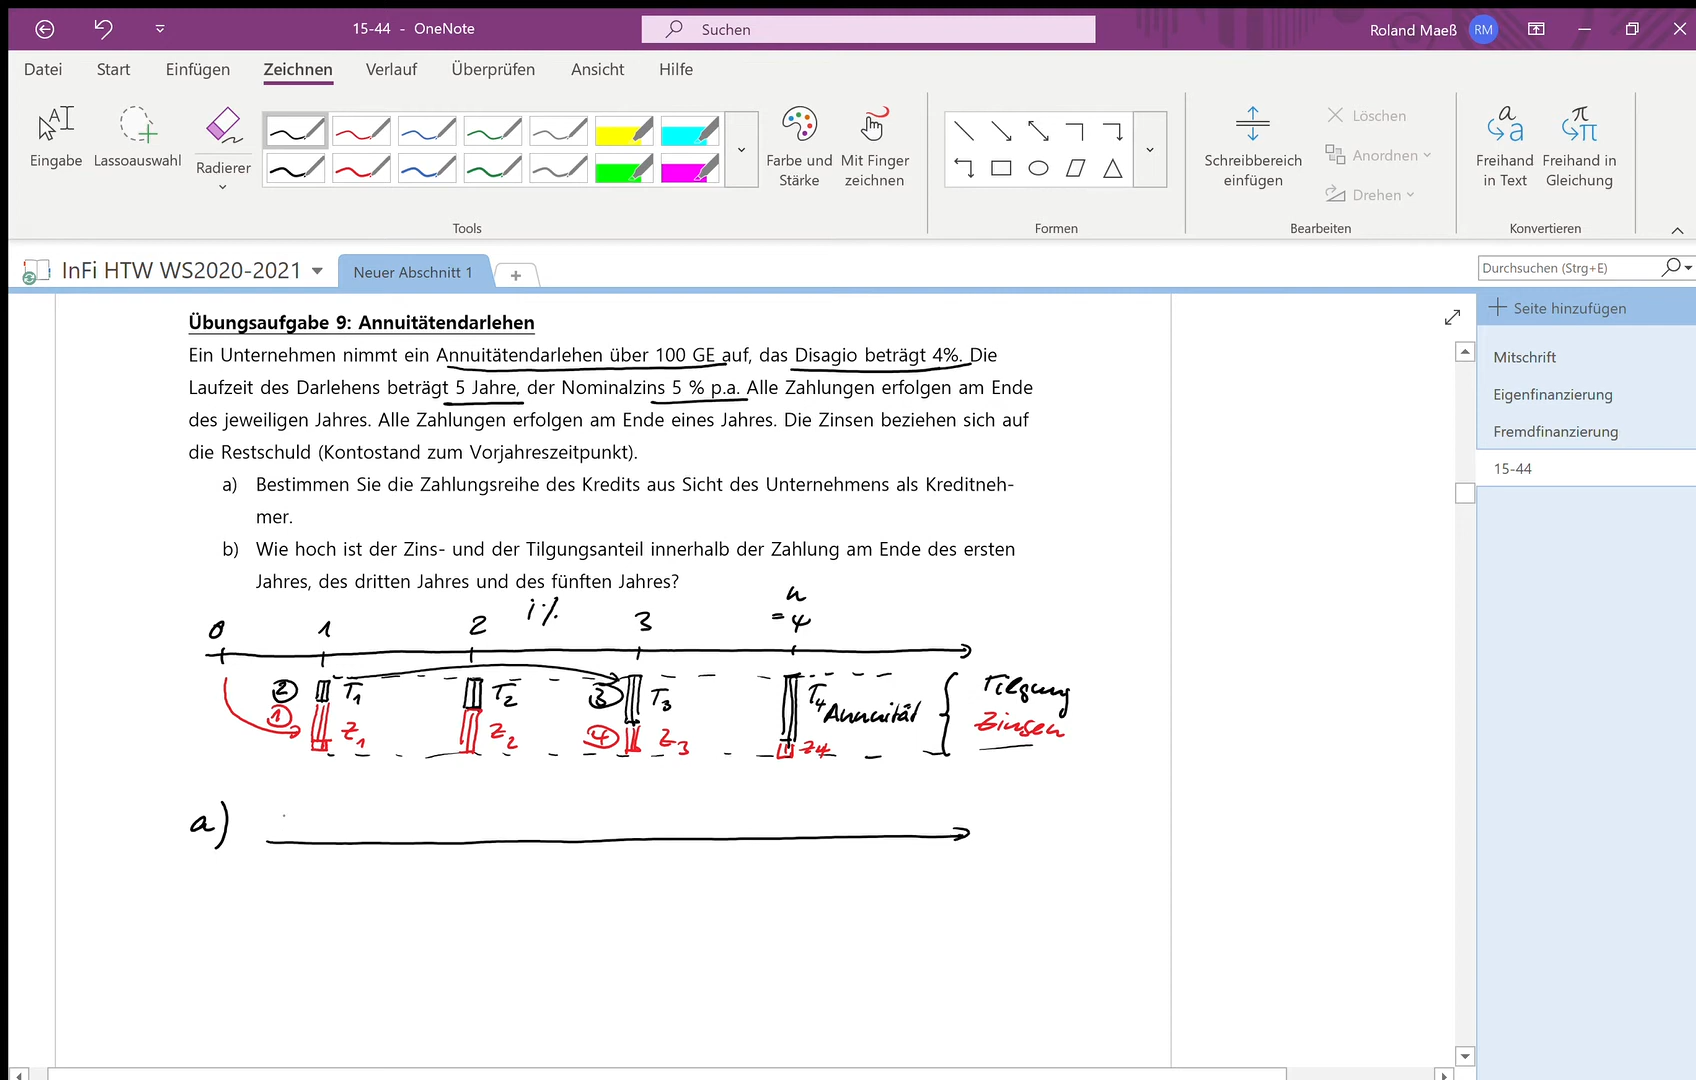 15-44 - OneNote
Suchen
Roland Maeß RM
Datei Start Einfügen Zeichnen Verlauf Überprüfen Ansicht Hilfe
Eingabe Lassoauswahl Radierer Farbe und Stärke Mit Finger zeichnen Schreibbereich einfügen Löschen Anordnen Drehen Freihand in Text Freihand in Gleichung
Tools Formen Bearbeiten Konvertieren
InFi HTW WS2020-2021 Neuer Abschnitt 1 +
Durchsuchen (Strg+E)
Seite hinzufügen
Mitschrift
Eigenfinanzierung
Fremdfinanzierung
15-44
Übungsaufgabe 9: Annuitätendarlehen
Ein Unternehmen nimmt ein Annuitätendarlehen über 100 GE auf, das Disagio beträgt 4%. Die
Laufzeit des Darlehens beträgt 5 Jahre, der Nominalzins 5 % p.a. Alle Zahlungen erfolgen am Ende
des jeweiligen Jahres. Alle Zahlungen erfolgen am Ende eines Jahres. Die Zinsen beziehen sich auf
die Restschuld (Kontostand zum Vorjahreszeitpunkt).
a) Bestimmen Sie die Zahlungsreihe des Kredits aus Sicht des Unternehmens als Kreditneh-
mer.
b) Wie hoch ist der Zins- und der Tilgungsanteil innerhalb der Zahlung am Ende des ersten
Jahres, des dritten Jahres und des fünften Jahres?
n
0 1 2 i% 3 = 4
② T1 T2 ③ T3 T4 Tilgung
① Z1 Z2 ④ Z3 Z4 Annuität Zinsen
a)